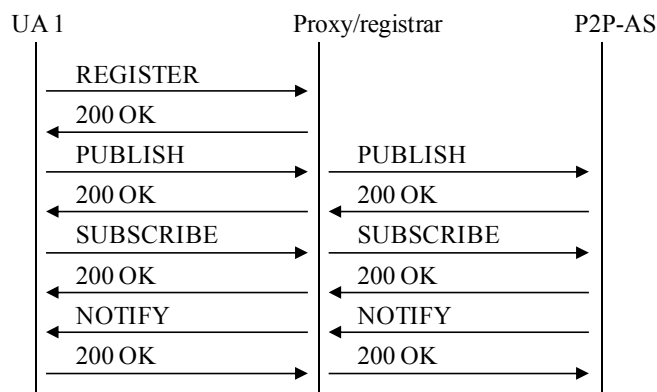 UA 1 Proxy/registrar P2P-AS
REGISTER
200 OK
PUBLISH PUBLISH
200 OK 200 OK
SUBSCRIBE SUBSCRIBE
200 OK 200 OK
NOTIFY NOTIFY
200 OK 200 OK